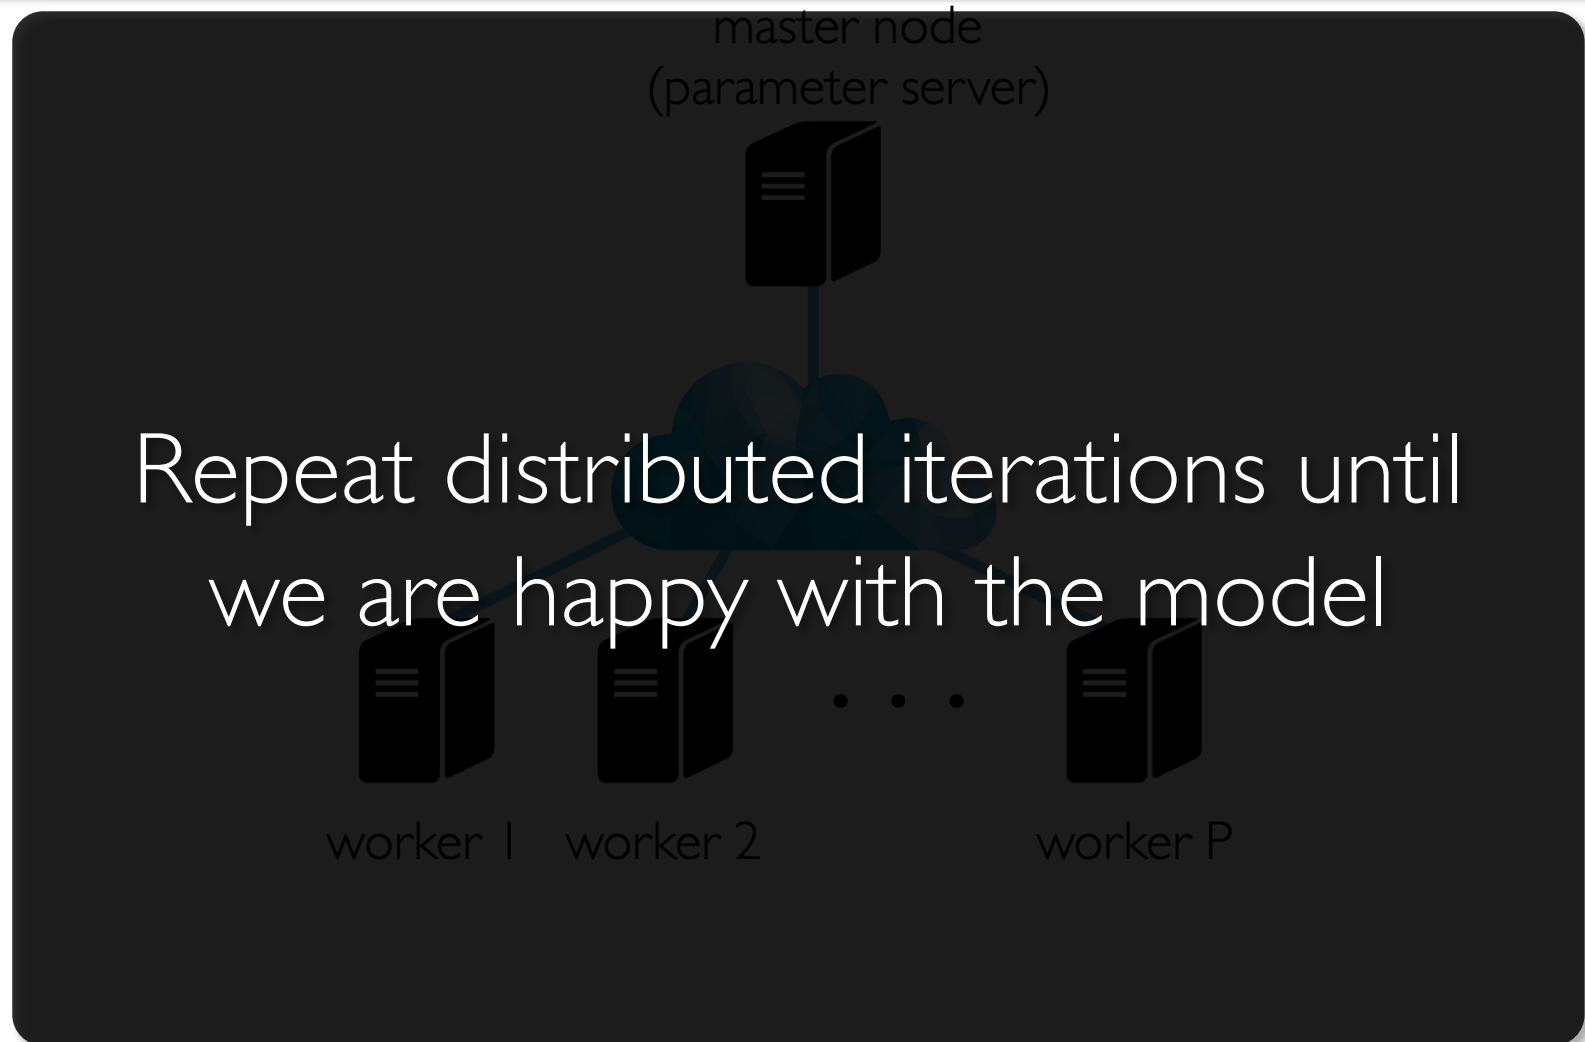 master node
(parameter server)
Repeat distributed iterations until
we are happy with the model
. . .
worker 1 worker 2 worker P